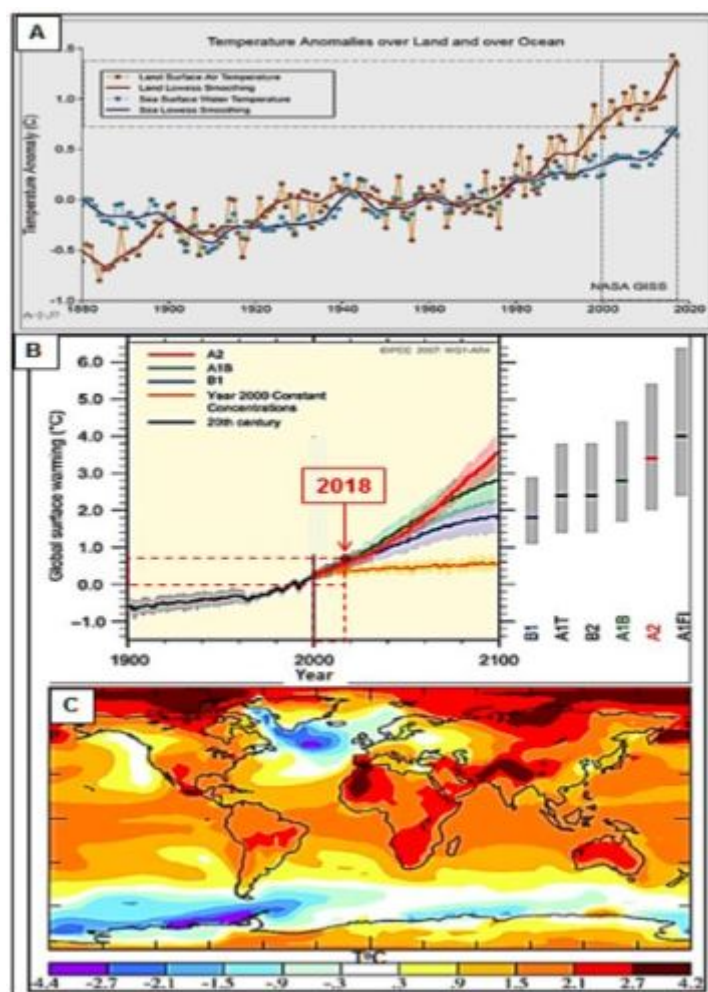 A
Temperature Anomalies over Land and over Ocean
Land Surface Air Temperature
Land Lowess Smoothing
Sea Surface Water Temperature
Sea Lowess Smoothing
Temperature Anomaly (C)
1.0
0.5
0.0
-0.5
-1.0
NASA GISS
1880 1900 1920 1940 1960 1980 2000 2020
B
©IPCC 2007: WG1-AR4
A2
A1B
B1
Year 2000 Constant
Concentrations
20th century
Global surface warming (°C)
6.0
5.0
4.0
3.0
2.0
1.0
0.0
-1.0
2018
1900 2000 2100
Year
B1 A1T B2 A1B A2 A1FI
C
T°C
-4.4 -2.7 -2.1 -1.5 -.9 -.3 .3 .9 1.5 2.1 2.7 4.2